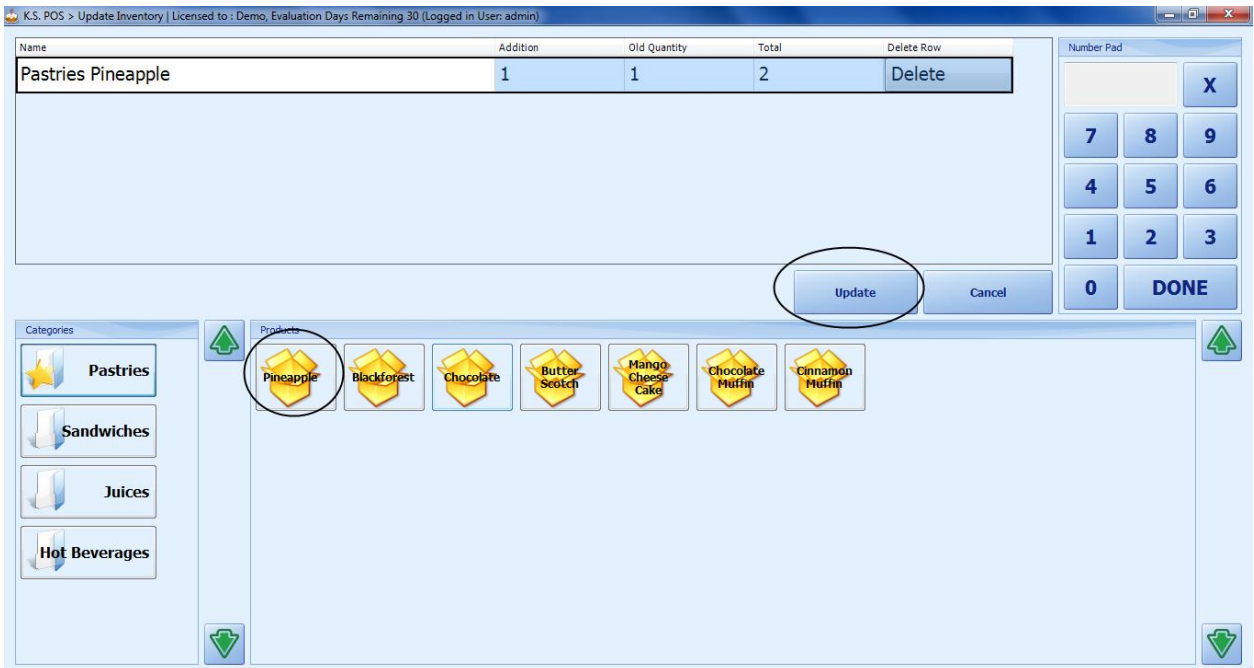 K.S. POS > Update Inventory | Licensed to : Demo, Evaluation Days Remaining 30 (Logged in User: admin)
Name Addition Old Quantity Total Delete Row
Pastries Pineapple 1 1 2 Delete
Number Pad
X
7 8 9
4 5 6
1 2 3
0 DONE
Update Cancel
Categories
Pastries
Sandwiches
Juices
Hot Beverages
Products
Pineapple
Blackforest
Chocolate
Butter
Scotch
Mango
Cheese
Cake
Chocolate
Muffin
Cinnamon
Muffin